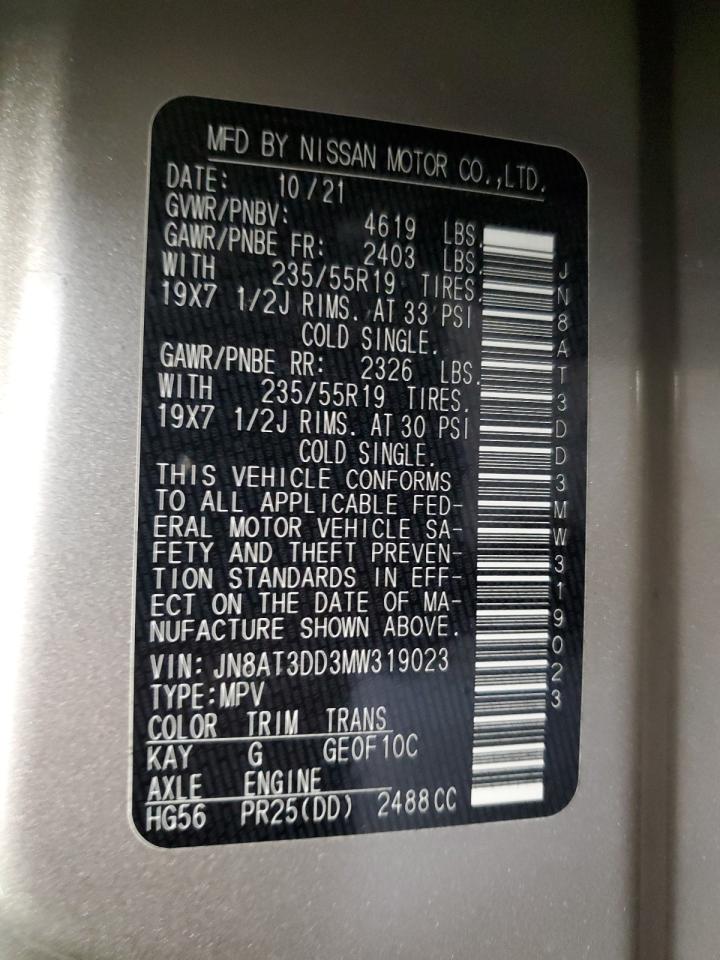 MFD BY NISSAN MOTOR CO.,LTD.
DATE: 10/21
GVWR/PNBV: 4619 LBS.
GAWR/PNBE FR: 2403 LBS.
WITH 235/55R19 TIRES.
19X7 1/2J RIMS. AT 33 PSI
COLD SINGLE.
GAWR/PNBE RR: 2326 LBS.
WITH 235/55R19 TIRES.
19X7 1/2J RIMS. AT 30 PSI
COLD SINGLE.
THIS VEHICLE CONFORMS
TO ALL APPLICABLE FED-
ERAL MOTOR VEHICLE SA-
FETY AND THEFT PREVEN-
TION STANDARDS IN EFF-
ECT ON THE DATE OF MA-
NUFACTURE SHOWN ABOVE.
VIN: JN8AT3DD3MW319023
TYPE:MPV
COLOR TRIM TRANS
KAY G GE0F10C
AXLE ENGINE
HG56 PR25(DD) 2488CC
JN8AT3DD3MW319023